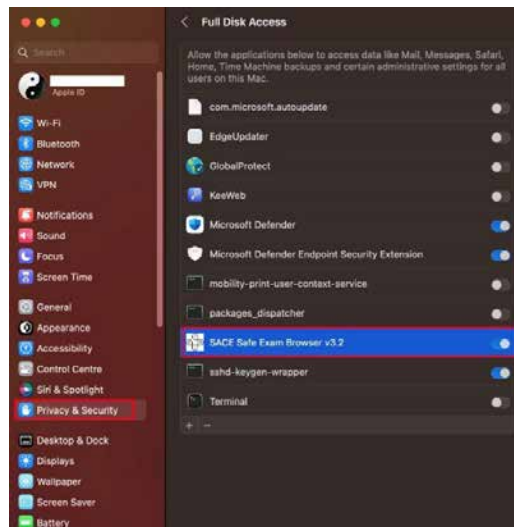 Full Disk Access
Search
Allow the applications below to access data like Mail, Messages, Safari,
Home, Time Machine backups and certain administrative settings for all
users on this Mac.
Apple ID
Wi-Fi
Bluetooth
Network
VPN
Notifications
Sound
Focus
Screen Time
General
Appearance
Accessibility
Control Centre
Siri & Spotlight
Privacy & Security
Desktop & Dock
Displays
Wallpaper
Screen Saver
Battery
com.microsoft.autoupdate
EdgeUpdater
GlobalProtect
KeeWeb
Microsoft Defender
Microsoft Defender Endpoint Security Extension
mobility-print-user-context-service
packages_dispatcher
SACE Safe Exam Browser v3.2
sshd-keygen-wrapper
Terminal